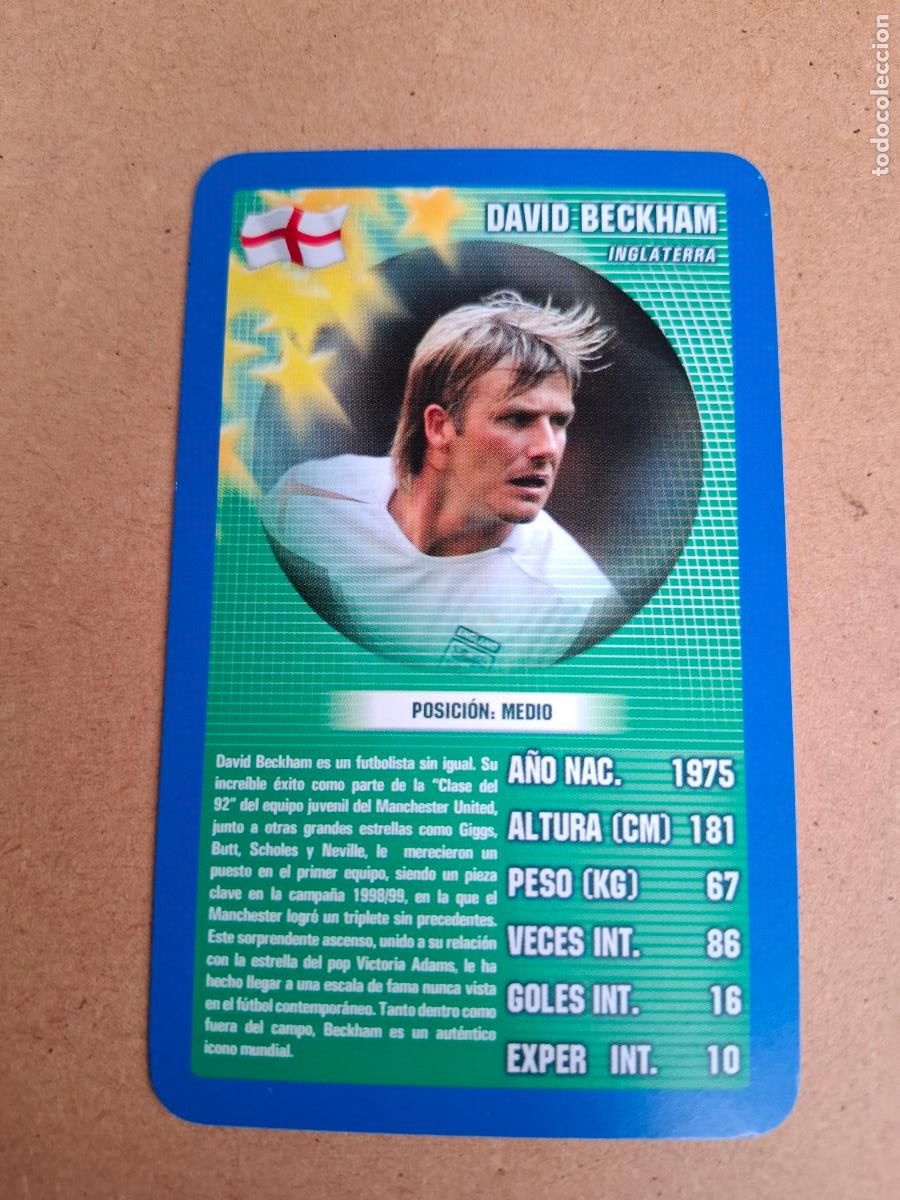 todocoleccion
DAVID BECKHAM
INGLATERRA
POSICIÓN: MEDIO
David Beckham es un futbolista sin igual. Su
increíble éxito como parte de la "Clase del
92" del equipo juvenil del Manchester United,
junto a otras grandes estrellas como Giggs,
Butt, Scholes y Neville, le merecieron un
puesto en el primer equipo, siendo un pieza
clave en la campaña 1998/99, en la que el
Manchester logró un triplete sin precedentes.
Este sorprendente ascenso, unido a su relación
con la estrella del pop Victoria Adams, le ha
hecho llegar a una escala de fama nunca vista
en el fútbol contemporáneo. Tanto dentro como
fuera del campo, Beckham es un auténtico
icono mundial.
AÑO NAC. 1975
ALTURA (CM) 181
PESO (KG) 67
VECES INT. 86
GOLES INT. 16
EXPER INT. 10